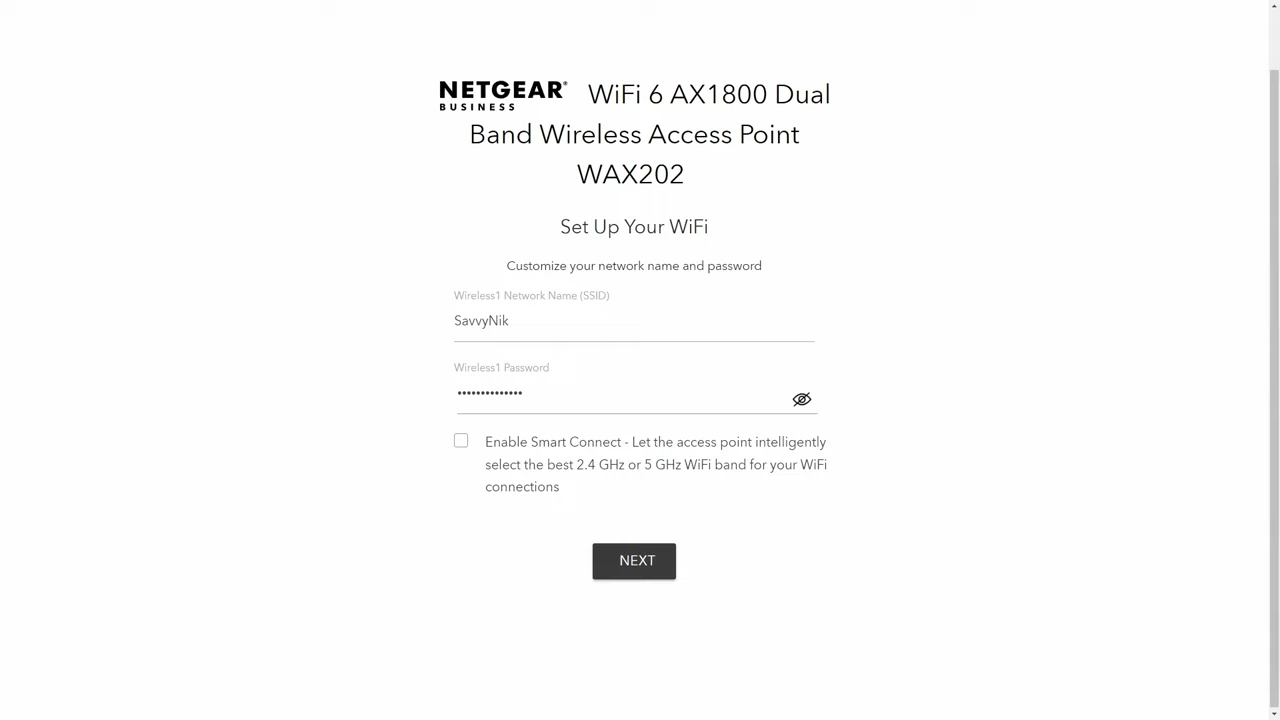 NETGEAR® WiFi 6 AX1800 Dual
BUSINESS
Band Wireless Access Point
WAX202
Set Up Your WiFi
Customize your network name and password
Wireless1 Network Name (SSID)
SavvyNik
Wireless1 Password
••••••••••••••
Enable Smart Connect - Let the access point intelligently
select the best 2.4 GHz or 5 GHz WiFi band for your WiFi
connections
NEXT